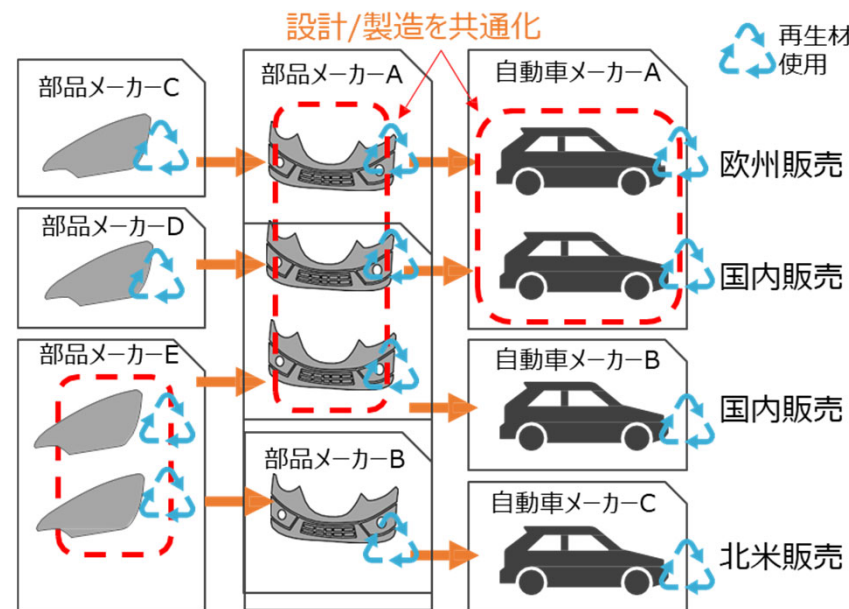 設計/製造を共通化
再生材
使用
部品メーカーC
部品メーカーA
自動車メーカーA
欧州販売
部品メーカーD
国内販売
部品メーカーE
自動車メーカーB
国内販売
部品メーカーB
自動車メーカーC
北米販売